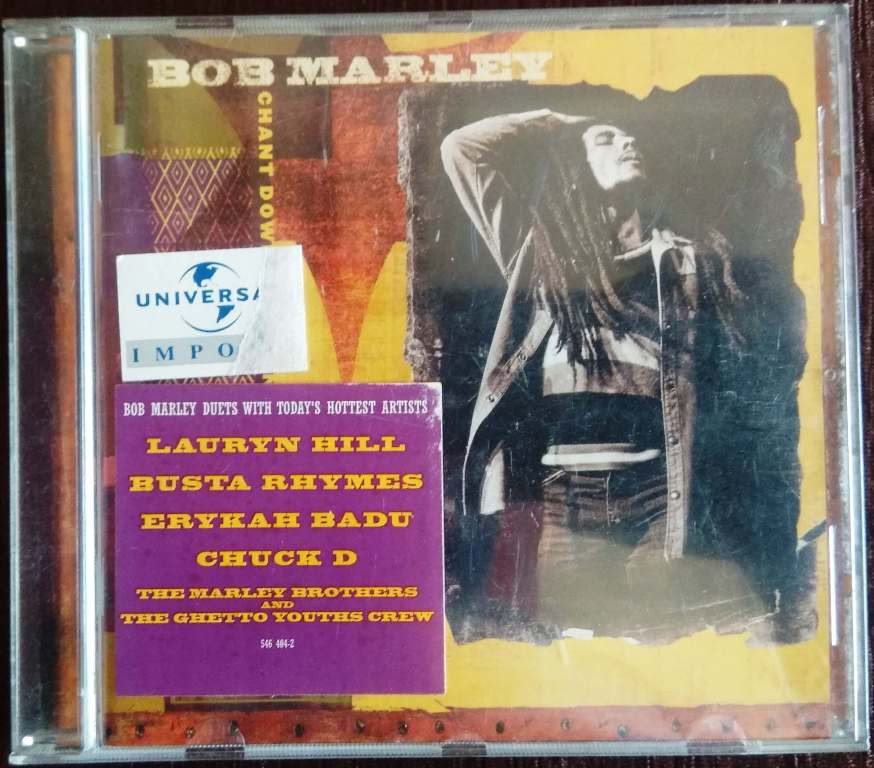 BOB MARLEY
CHANT DOW
UNIVERSA
IMPO
BOB MARLEY DUETS WITH TODAY'S HOTTEST ARTISTS
LAURYN HILL
BUSTA RHYMES
ERYKAH BADU
CHUCK D
THE MARLEY BROTHERS
AND
THE GHETTO YOUTHS CREW
546 404-2